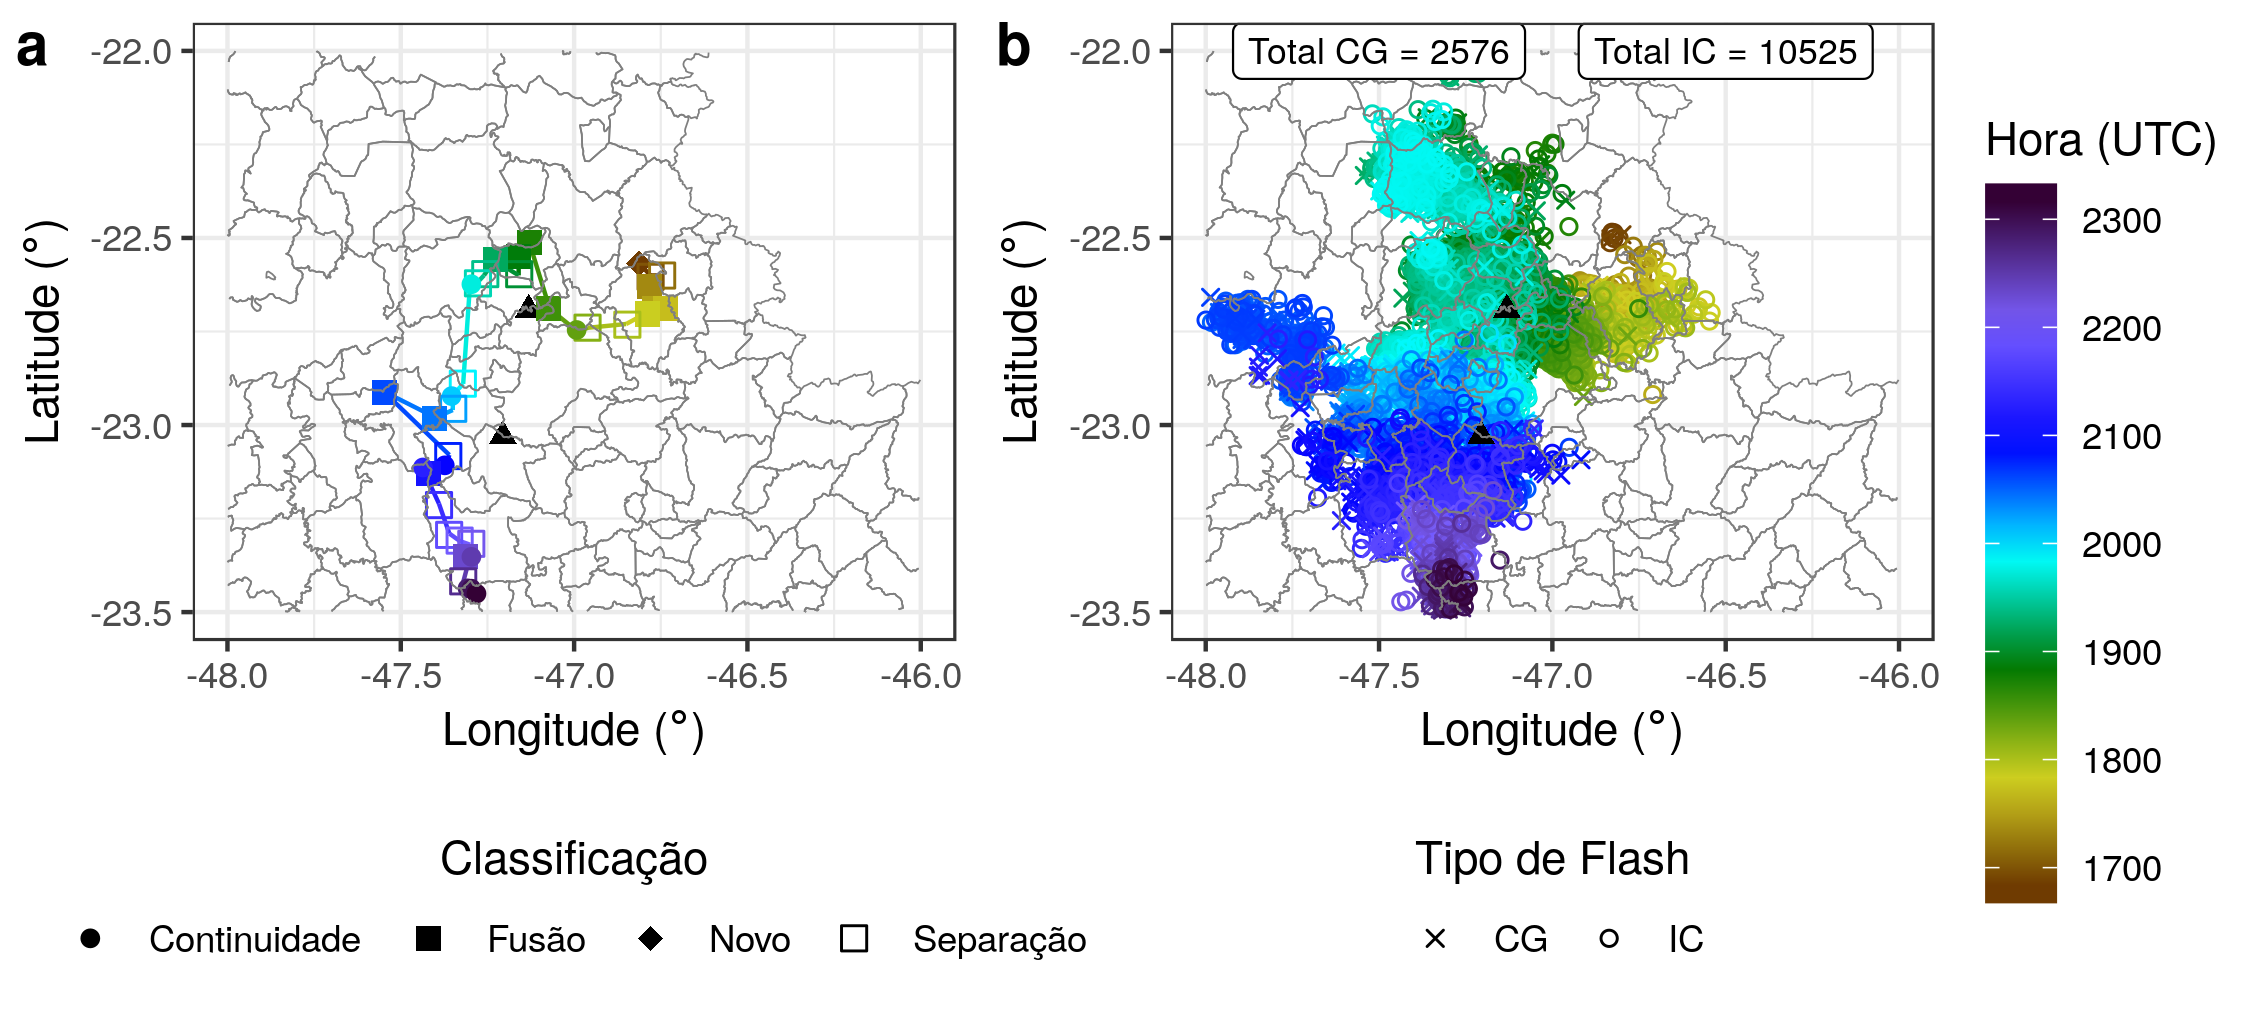 a
-22.0
-22.5
-23.0
-23.5
Latitude (°)
-48.0 -47.5 -47.0 -46.5 -46.0
Longitude (°)
b
Total CG = 2576
Total IC = 10525
-22.0
-22.5
-23.0
-23.5
Latitude (°)
-48.0 -47.5 -47.0 -46.5 -46.0
Longitude (°)
Hora (UTC)
2300
2200
2100
2000
1900
1800
1700
Classificação
Continuidade Fusão Novo Separação
Tipo de Flash
CG IC